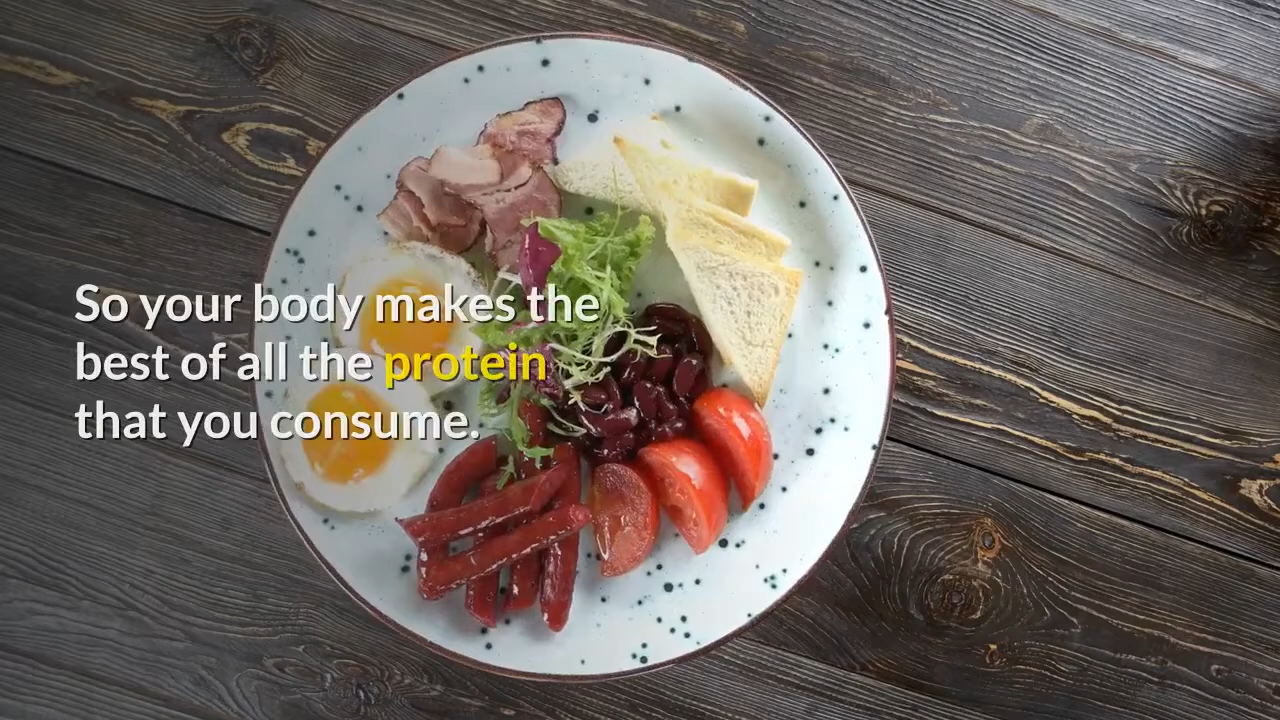 So your body makes the
best of all the protein
that you consume.